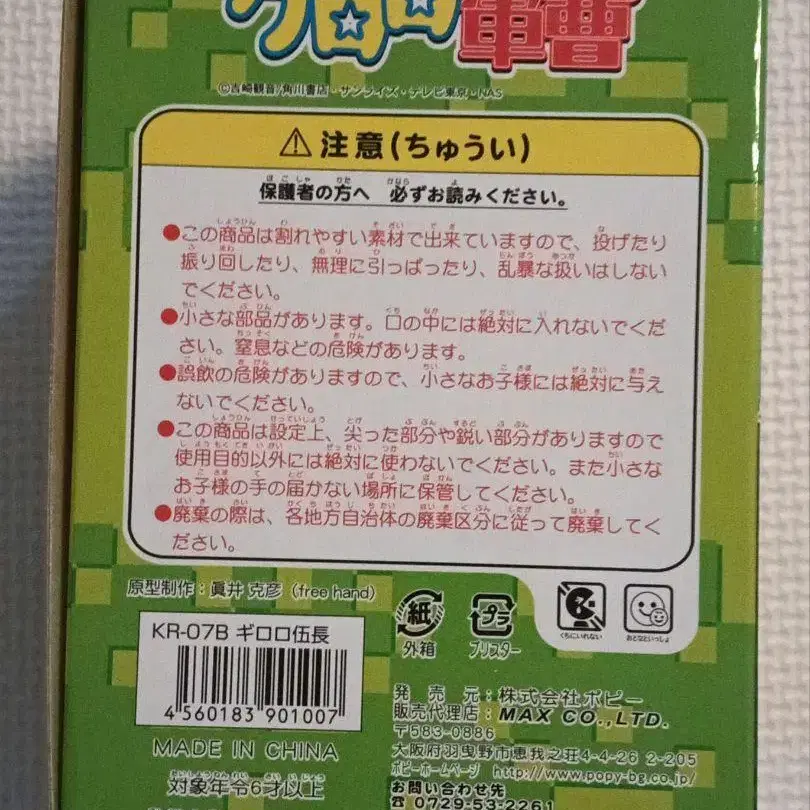 ケロロ軍曹
©吉崎観音/角川書店・サンライズ・テレビ東京・NAS
⚠注意(ちゅうい)
保護者の方へ 必ずお読みください。
●この商品は割れやすい素材で出来ていますので、投げたり
振り回したり、無理に引っぱったり、乱暴な扱いはしない
でください。
●小さな部品があります。口の中には絶対に入れないでくだ
さい。窒息などの危険があります。
●誤飲の危険がありますので、小さなお子様には絶対に与え
ないでください。
●この商品は設定上、尖った部分や鋭い部分がありますので
使用目的以外には絶対に使わないでください。また小さな
お子様の手の届かない場所に保管してください。
●廃棄の際は、各地方自治体の廃棄区分に従って廃棄してく
ださい。
原型制作:眞井 克彦(free hand)
KR-07B ギロロ伍長
4 560183 901007
MADE IN CHINA
対象年令6才以上
紙
外箱
プラ
ブリスター
くちにいれない
おとなといっしょ
発売元:株式会社ポピー
販売代理店:MAX CO.,LTD.
〒583-0886
大阪府羽曳野市恵我之荘4-4-26 2-205
ポピーホームページ http://www.popy-bg.co.jp/
お問い合わせ先
☎ 0729-53-2261